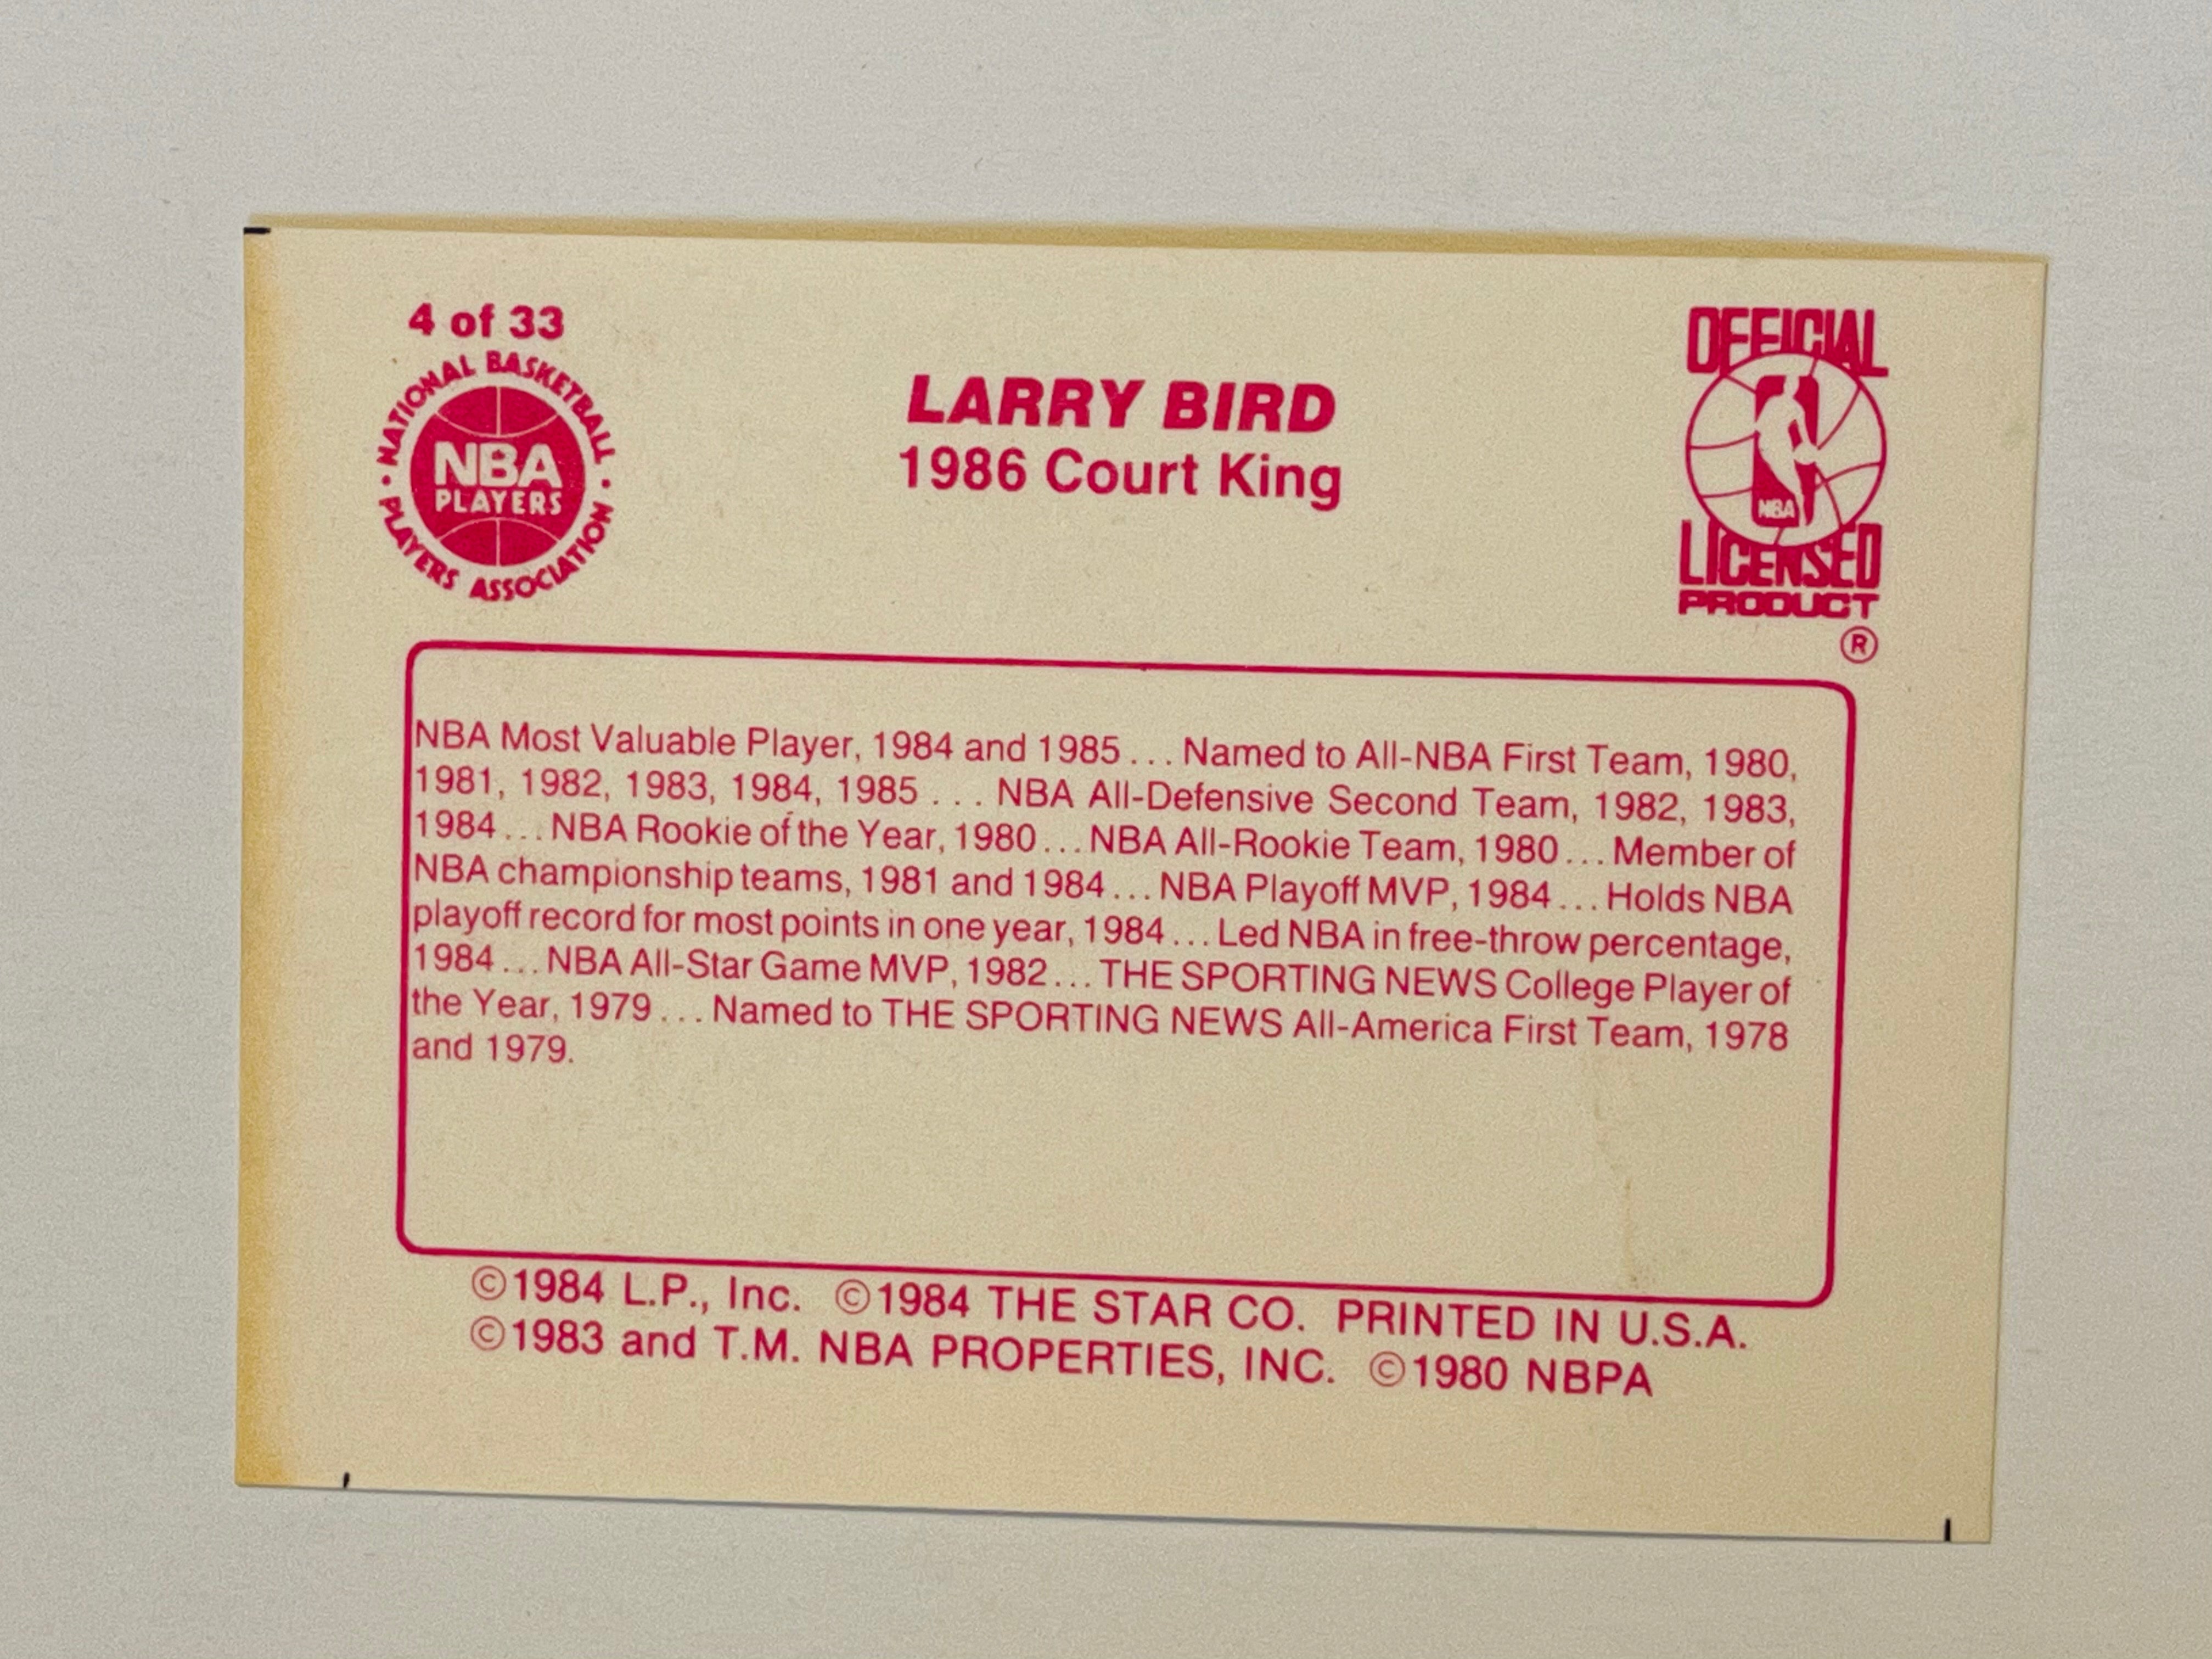 4 of 33
NATIONAL BASKETBALL
NBA
PLAYERS
PLAYERS ASSOCIATION
LARRY BIRD
1986 Court King
OFFICIAL
NBA
LICENSED
PRODUCT
®
NBA Most Valuable Player, 1984 and 1985 . . . Named to All-NBA First Team, 1980,
1981, 1982, 1983, 1984, 1985 . . . NBA All-Defensive Second Team, 1982, 1983,
1984 . . . NBA Rookie of the Year, 1980 . . . NBA All-Rookie Team, 1980 . . . Member of
NBA championship teams, 1981 and 1984 . . . NBA Playoff MVP, 1984 . . . Holds NBA
playoff record for most points in one year, 1984 . . . Led NBA in free-throw percentage,
1984 . . . NBA All-Star Game MVP, 1982 . . . THE SPORTING NEWS College Player of
the Year, 1979 . . . Named to THE SPORTING NEWS All-America First Team, 1978
and 1979.
©1984 L.P., Inc. ©1984 THE STAR CO. PRINTED IN U.S.A.
©1983 and T.M. NBA PROPERTIES, INC. ©1980 NBPA